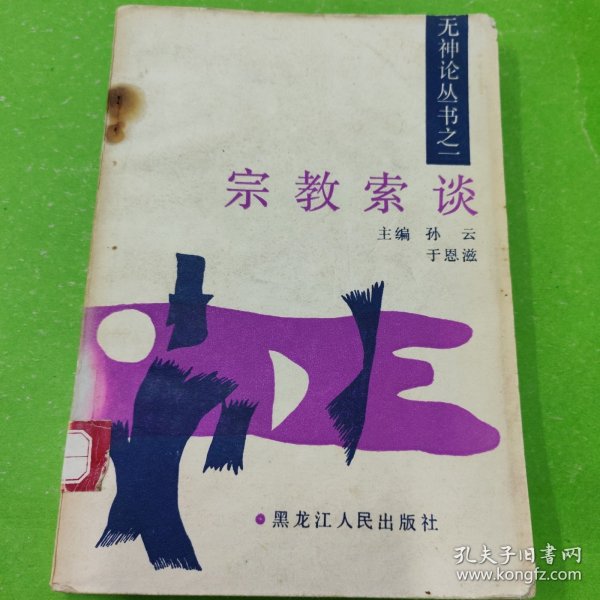 无神论丛书之一
宗教索谈
主编 孙 云
于恩滋
黑龙江人民出版社
孔夫子旧书网
www.kongfz.com